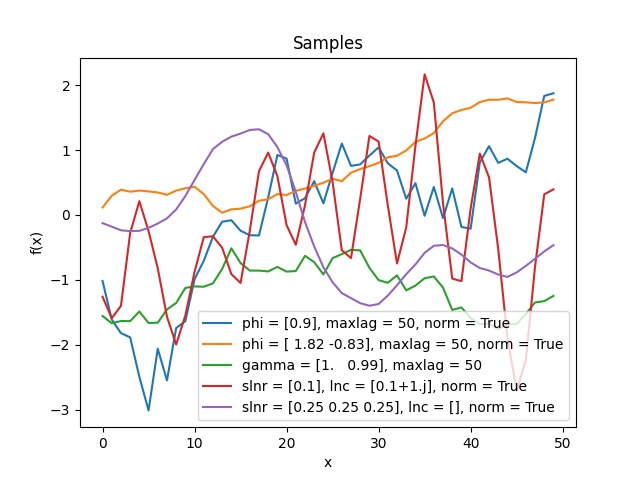 Samples
f(x)
2
1
0
−1
−2
−3
phi = [0.9], maxlag = 50, norm = True
phi = [ 1.82 -0.83], maxlag = 50, norm = True
gamma = [1.   0.99], maxlag = 50
slnr = [0.1], lnc = [0.1+1.j], norm = True
slnr = [0.25 0.25 0.25], lnc = [], norm = True
0 10 20 30 40 50
x